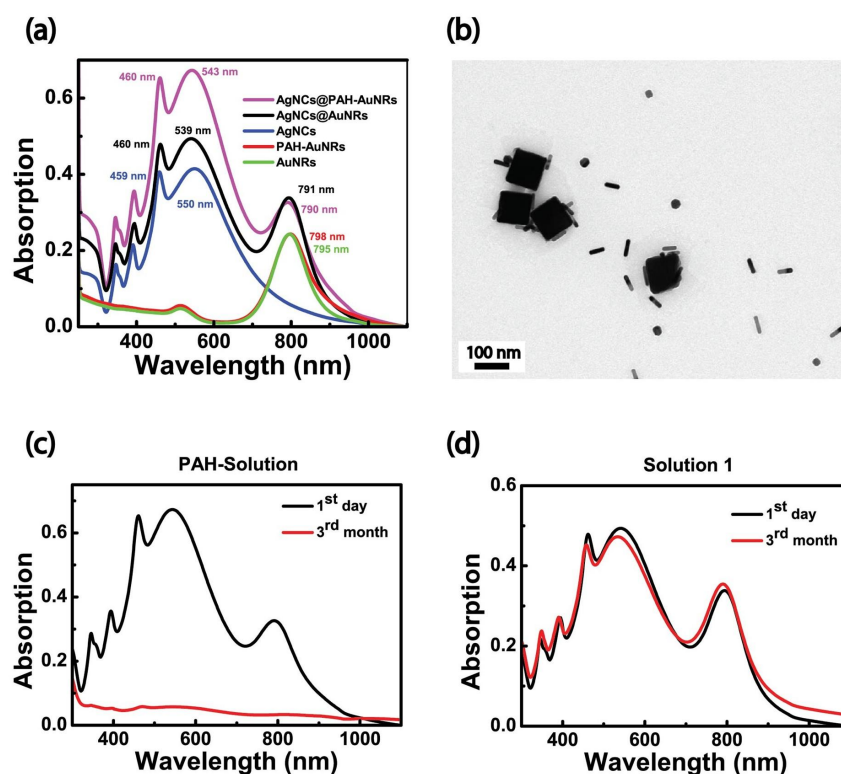 (a)
Absorption
0.6
0.4
0.2
0.0
400 600 800 1000
Wavelength (nm)
460 nm
543 nm
460 nm
539 nm
459 nm
550 nm
791 nm
790 nm
798 nm
795 nm
AgNCs@PAH-AuNRs
AgNCs@AuNRs
AgNCs
PAH-AuNRs
AuNRs
(b)
100 nm
(c)
PAH-Solution
Absorption
0.6
0.4
0.2
0.0
400 600 800 1000
Wavelength (nm)
1st day
3rd month
(d)
Solution 1
Absorption
0.6
0.4
0.2
0.0
400 600 800 1000
Wavelength (nm)
1st day
3rd month